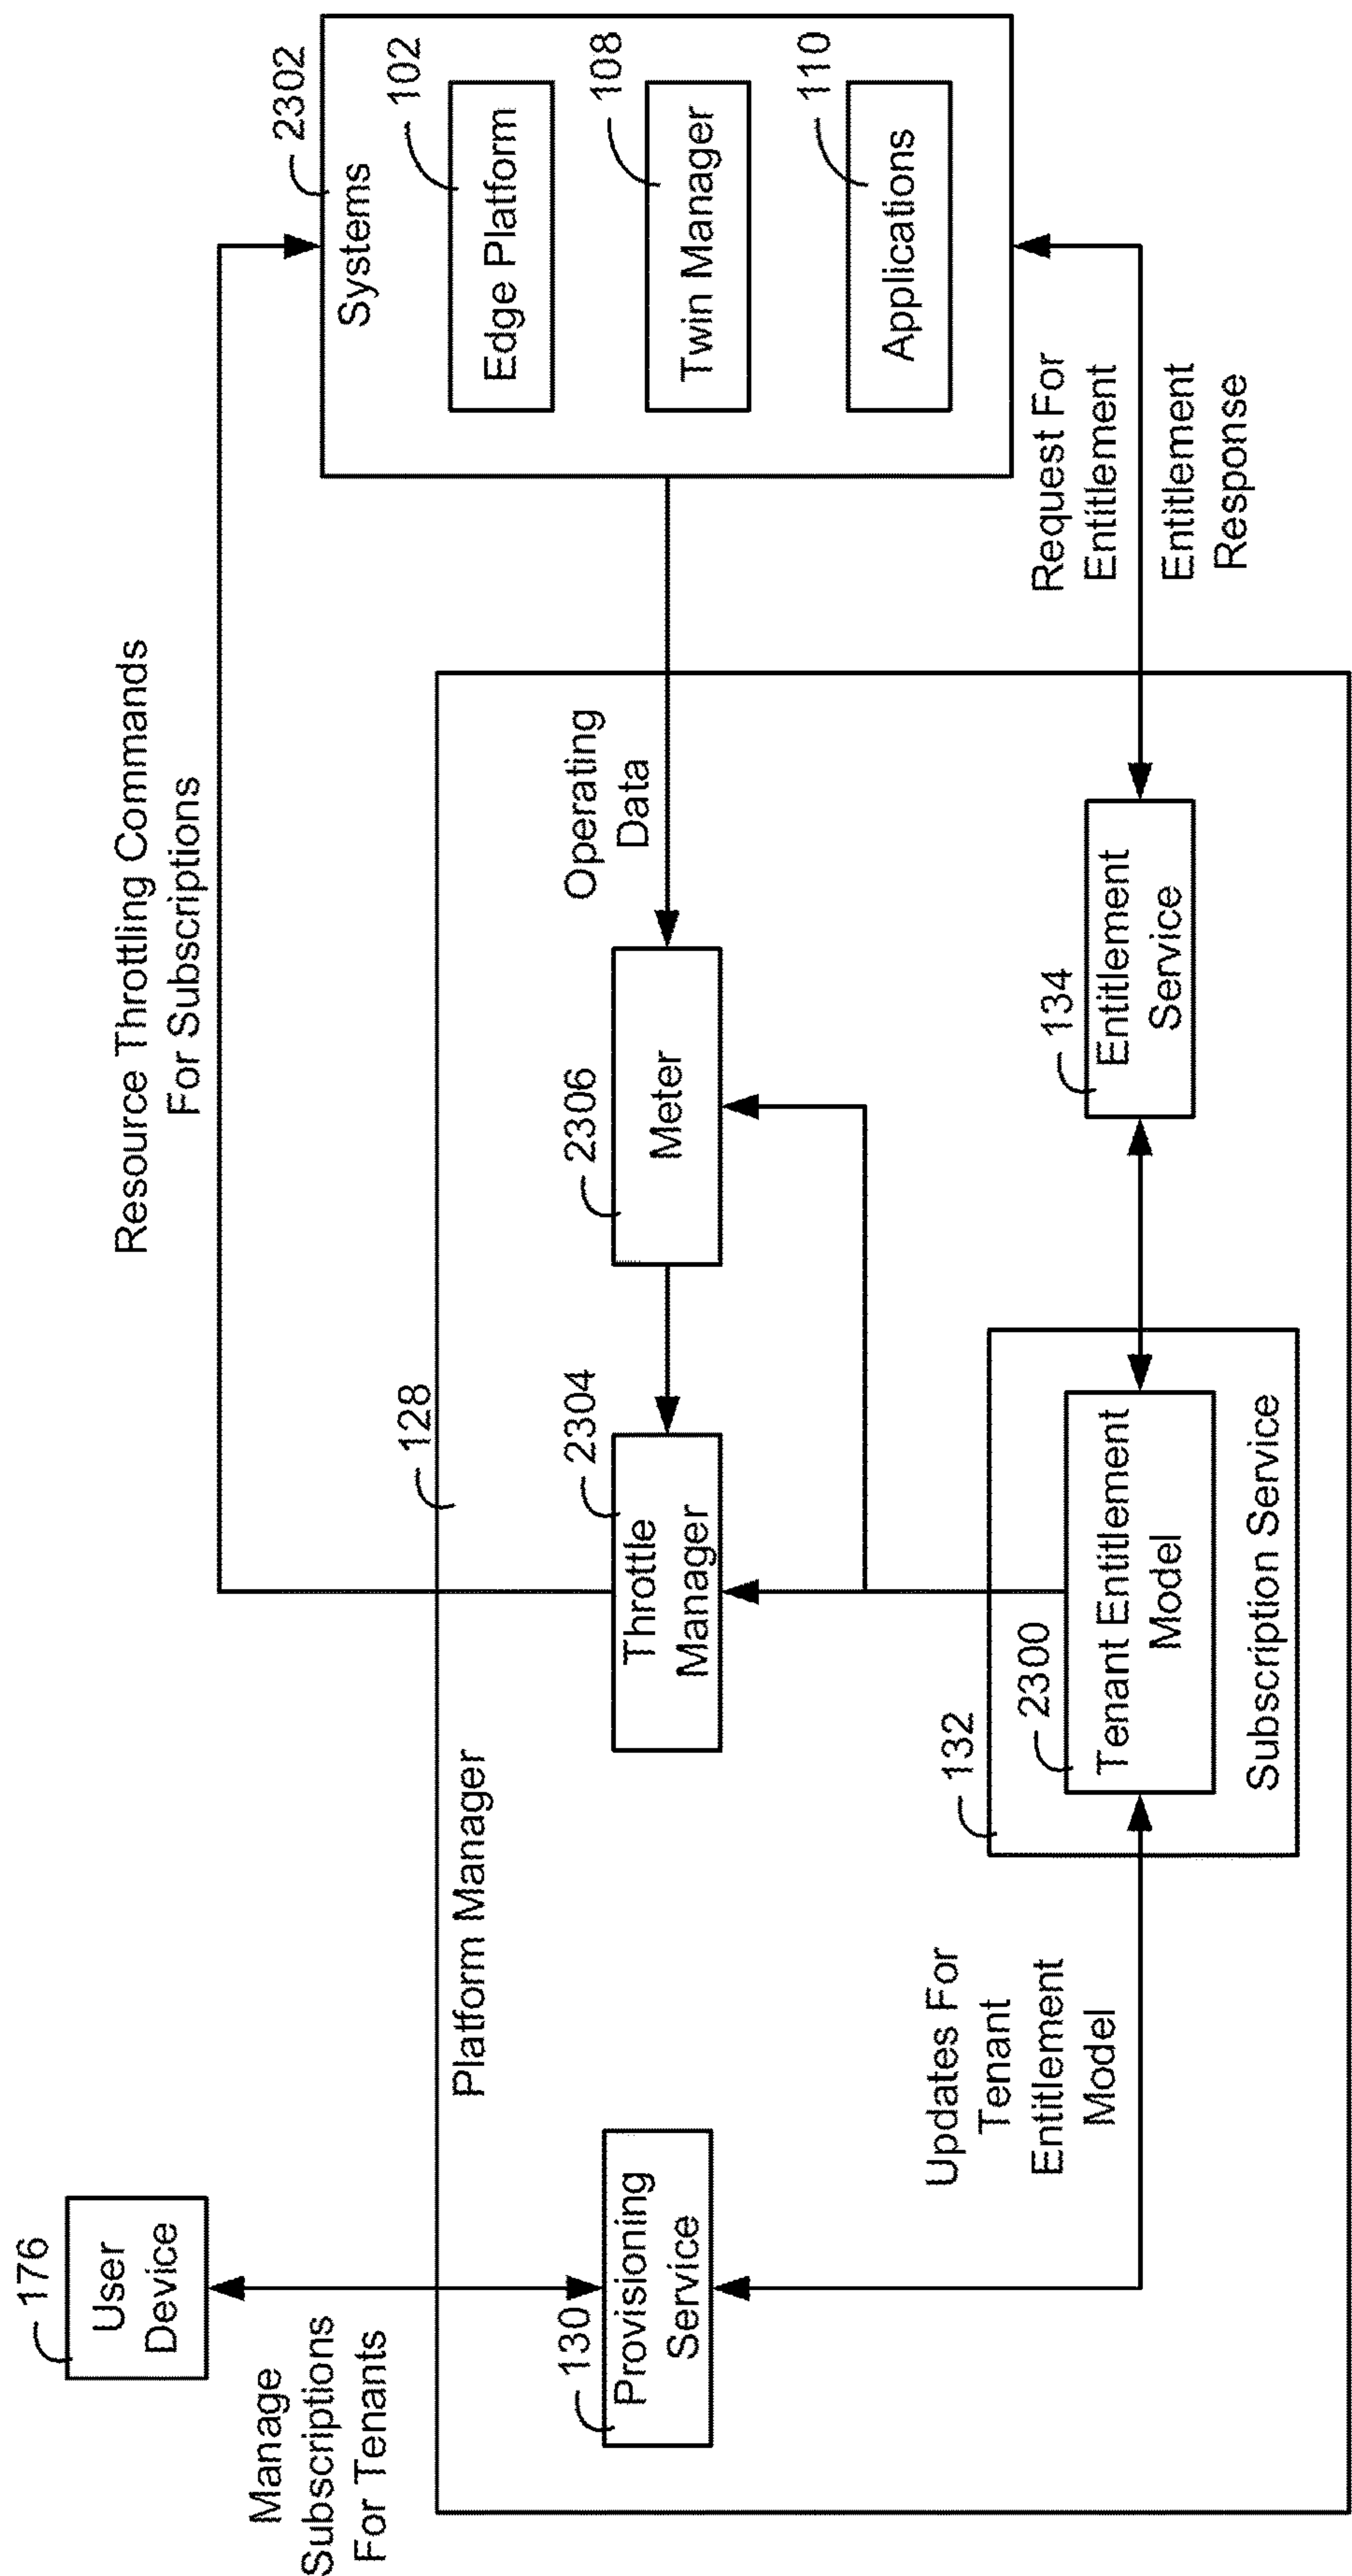 176
User
Device
Manage
Subscriptions
For Tenants
Resource Throttling Commands
For Subscriptions
2302
Systems
102
Edge Platform
108
Twin Manager
110
Applications
128
Platform Manager
130
Provisioning
Service
2304
Throttle
Manager
2306
Meter
Operating
Data
Updates For
Tenant
Entitlement
Model
132
2300
Tenant Entitlement
Model
Subscription Service
134
Entitlement
Service
Request For
Entitlement
Entitlement
Response